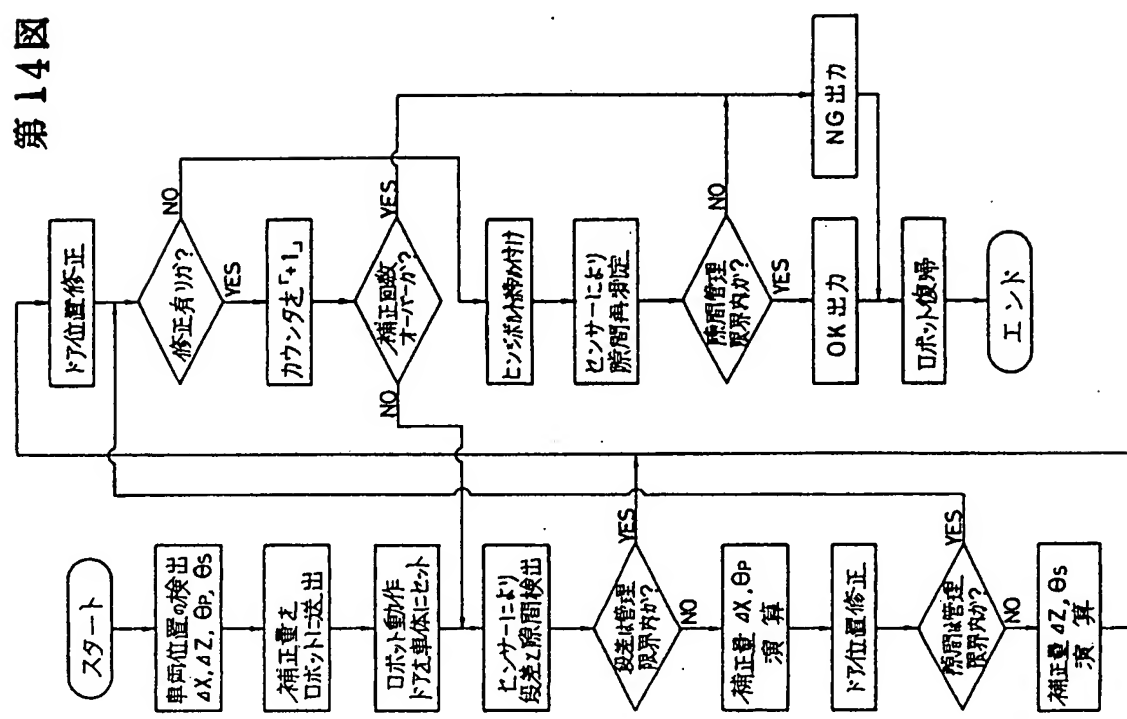 第14図
スタート
車両位置の検出
ΔX, ΔZ, θP, θS
補正量を
ロボットに送出
ロボット動作
ドアを車体にセット
センサーにより
段差と隙間検出
段差は管理
限界内か?
YES
NO
補正量 ΔX, θP
演算
ドア位置修正
隙間は管理
限界内か?
YES
NO
補正量 ΔZ, θS
演算
ドア位置修正
修正有りか?
NO
YES
カウンタを「+1」
補正回数
オーバーか?
YES
NO
ヒンジボルト締め付け
センサーにより
隙間再測定
隙間管理
限界内か?
NO
YES
OK出力
NG出力
ロボット復帰
エンド